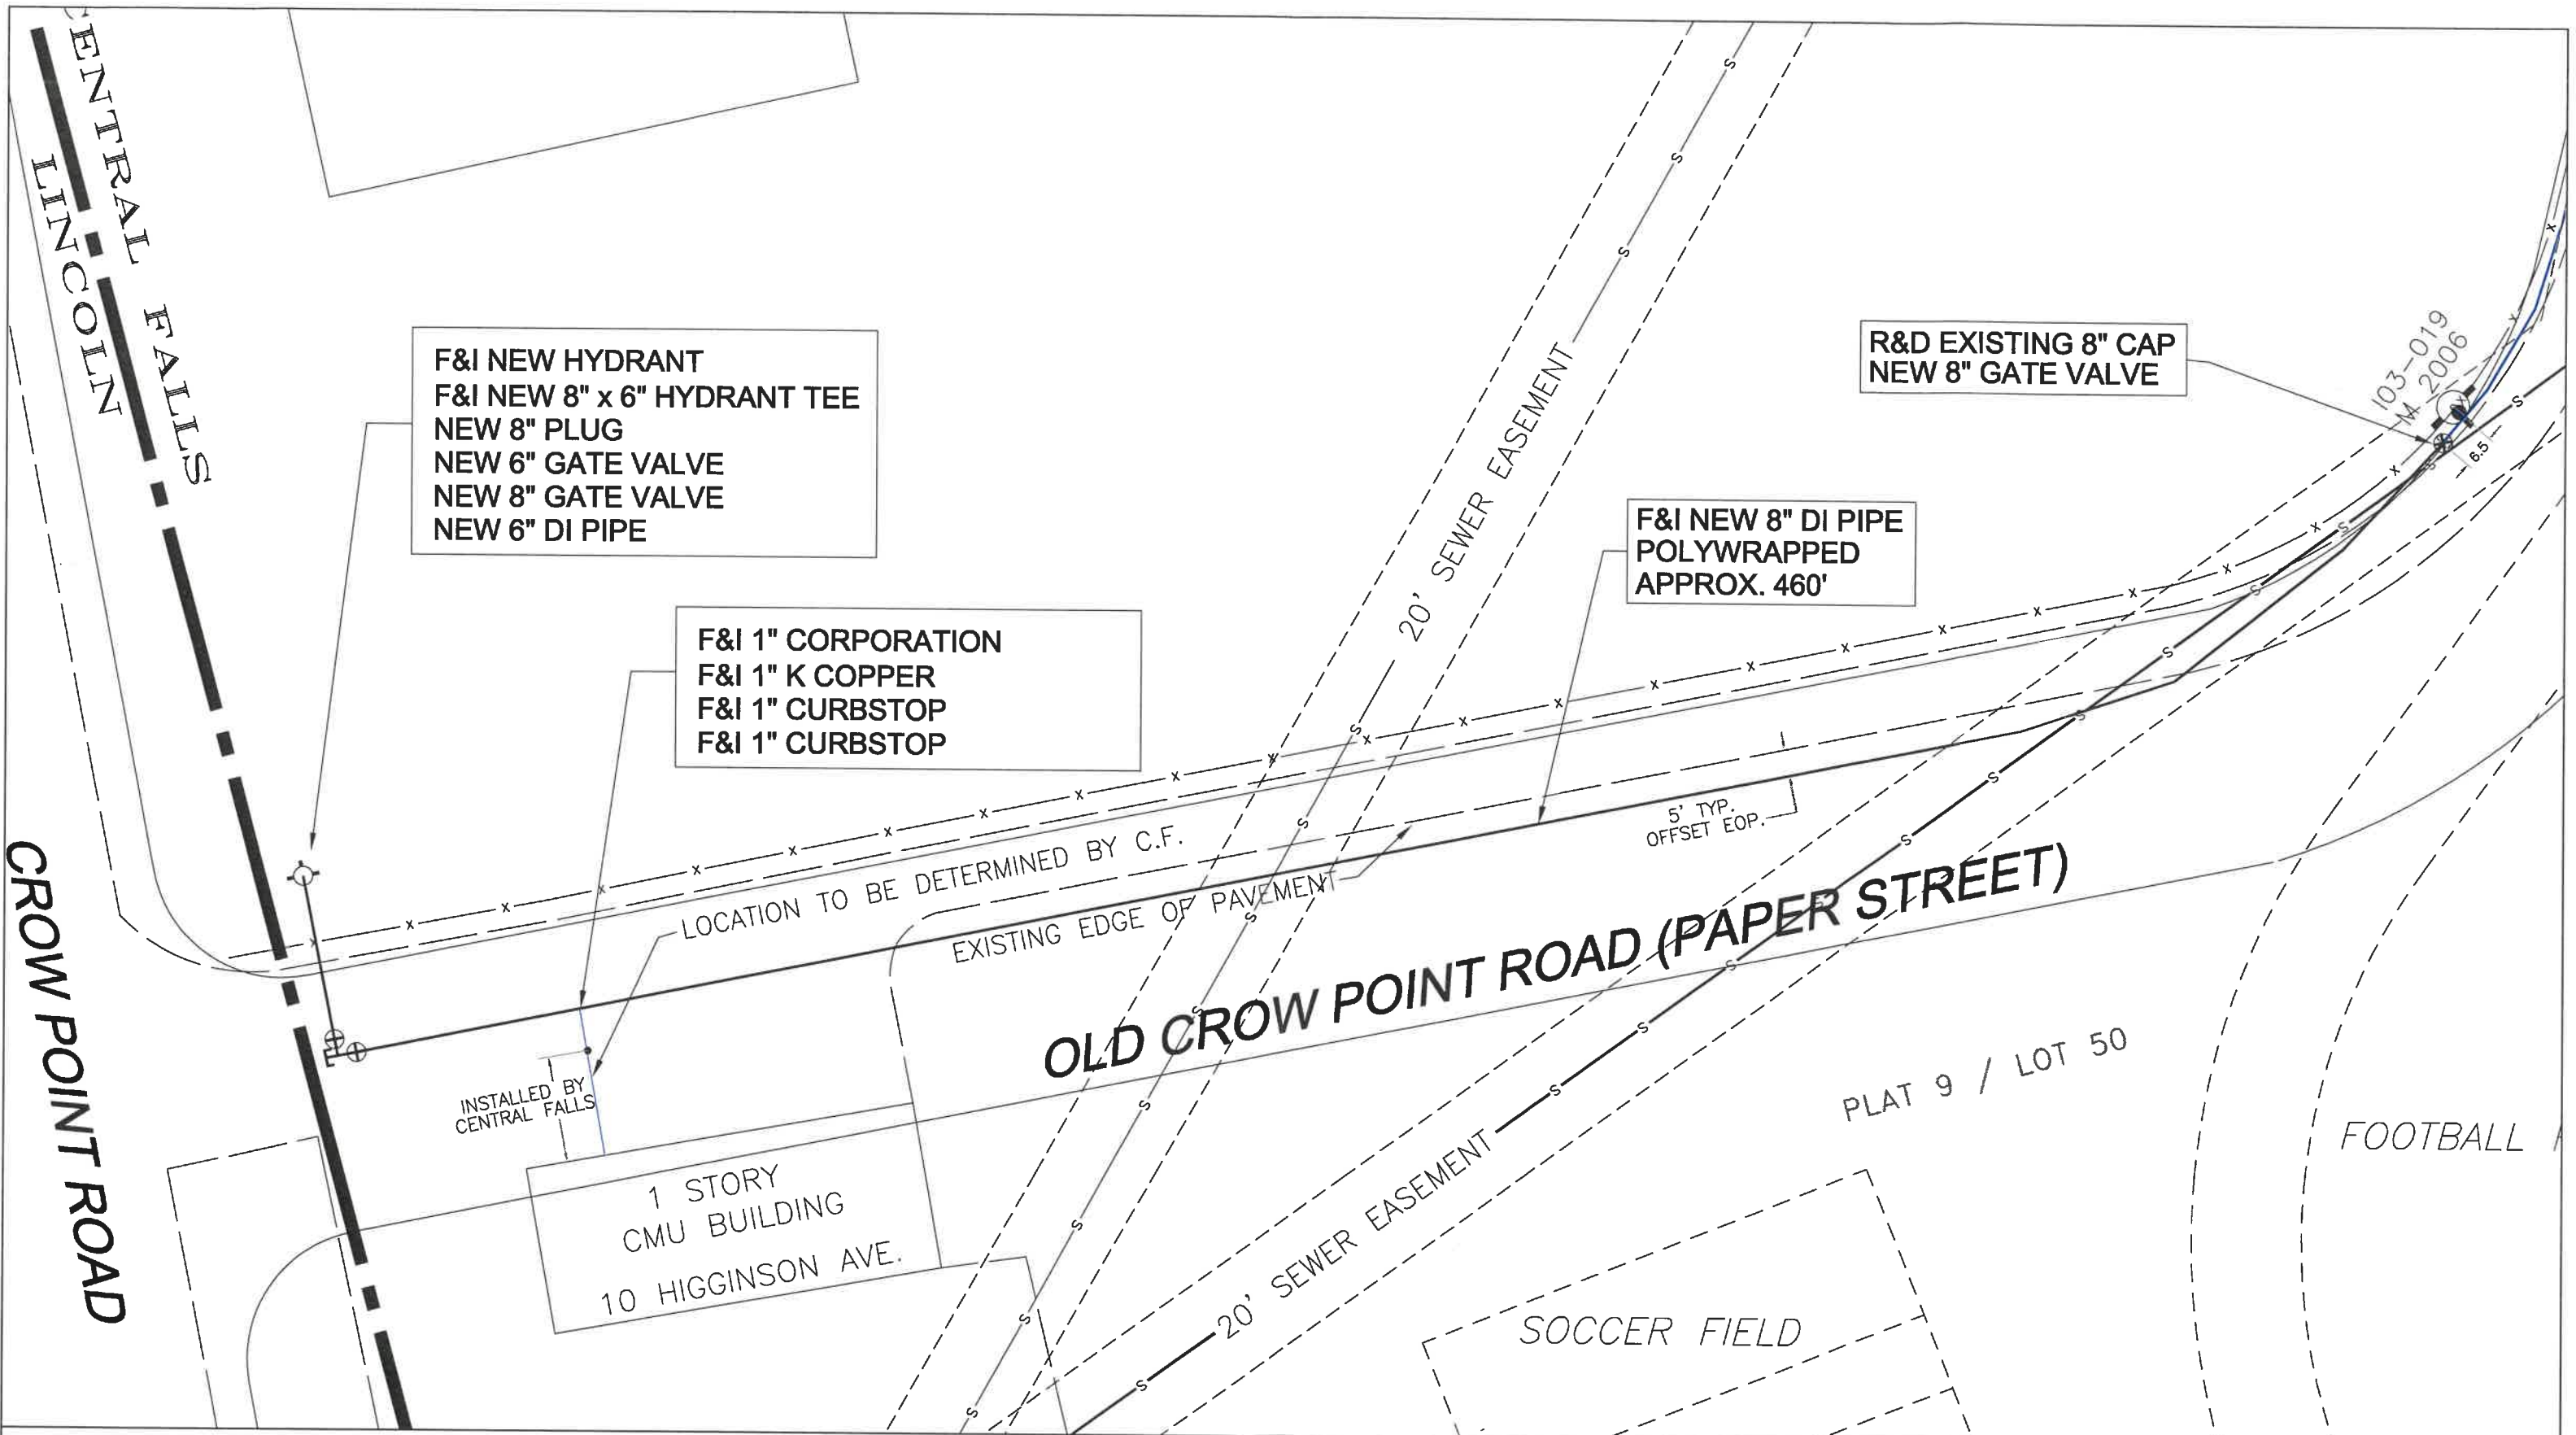 CENTRAL FALLS
LINCOLN
F&I NEW HYDRANT
F&I NEW 8" x 6" HYDRANT TEE
NEW 8" PLUG
NEW 6" GATE VALVE
NEW 8" GATE VALVE
NEW 6" DI PIPE
F&I 1" CORPORATION
F&I 1" K COPPER
F&I 1" CURBSTOP
F&I 1" CURBSTOP
20' SEWER EASEMENT
R&D EXISTING 8" CAP
NEW 8" GATE VALVE
I03-019
M 2006
6.5
F&I NEW 8" DI PIPE
POLYWRAPPED
APPROX. 460'
5' TYP.
OFFSET EOP.
LOCATION TO BE DETERMINED BY C.F.
EXISTING EDGE OF PAVEMENT
OLD CROW POINT ROAD (PAPER STREET)
CROW POINT ROAD
INSTALLED BY
CENTRAL FALLS
1 STORY
CMU BUILDING
10 HIGGINSON AVE.
20' SEWER EASEMENT
PLAT 9 / LOT 50
FOOTBALL
SOCCER FIELD